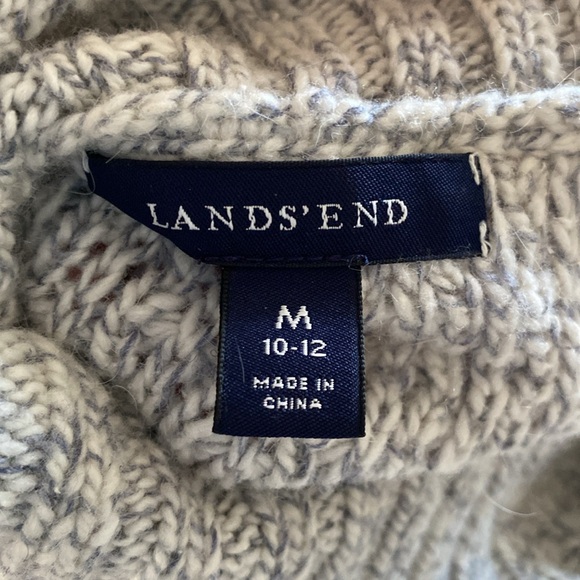 LANDS' END
M
10-12
MADE IN
CHINA